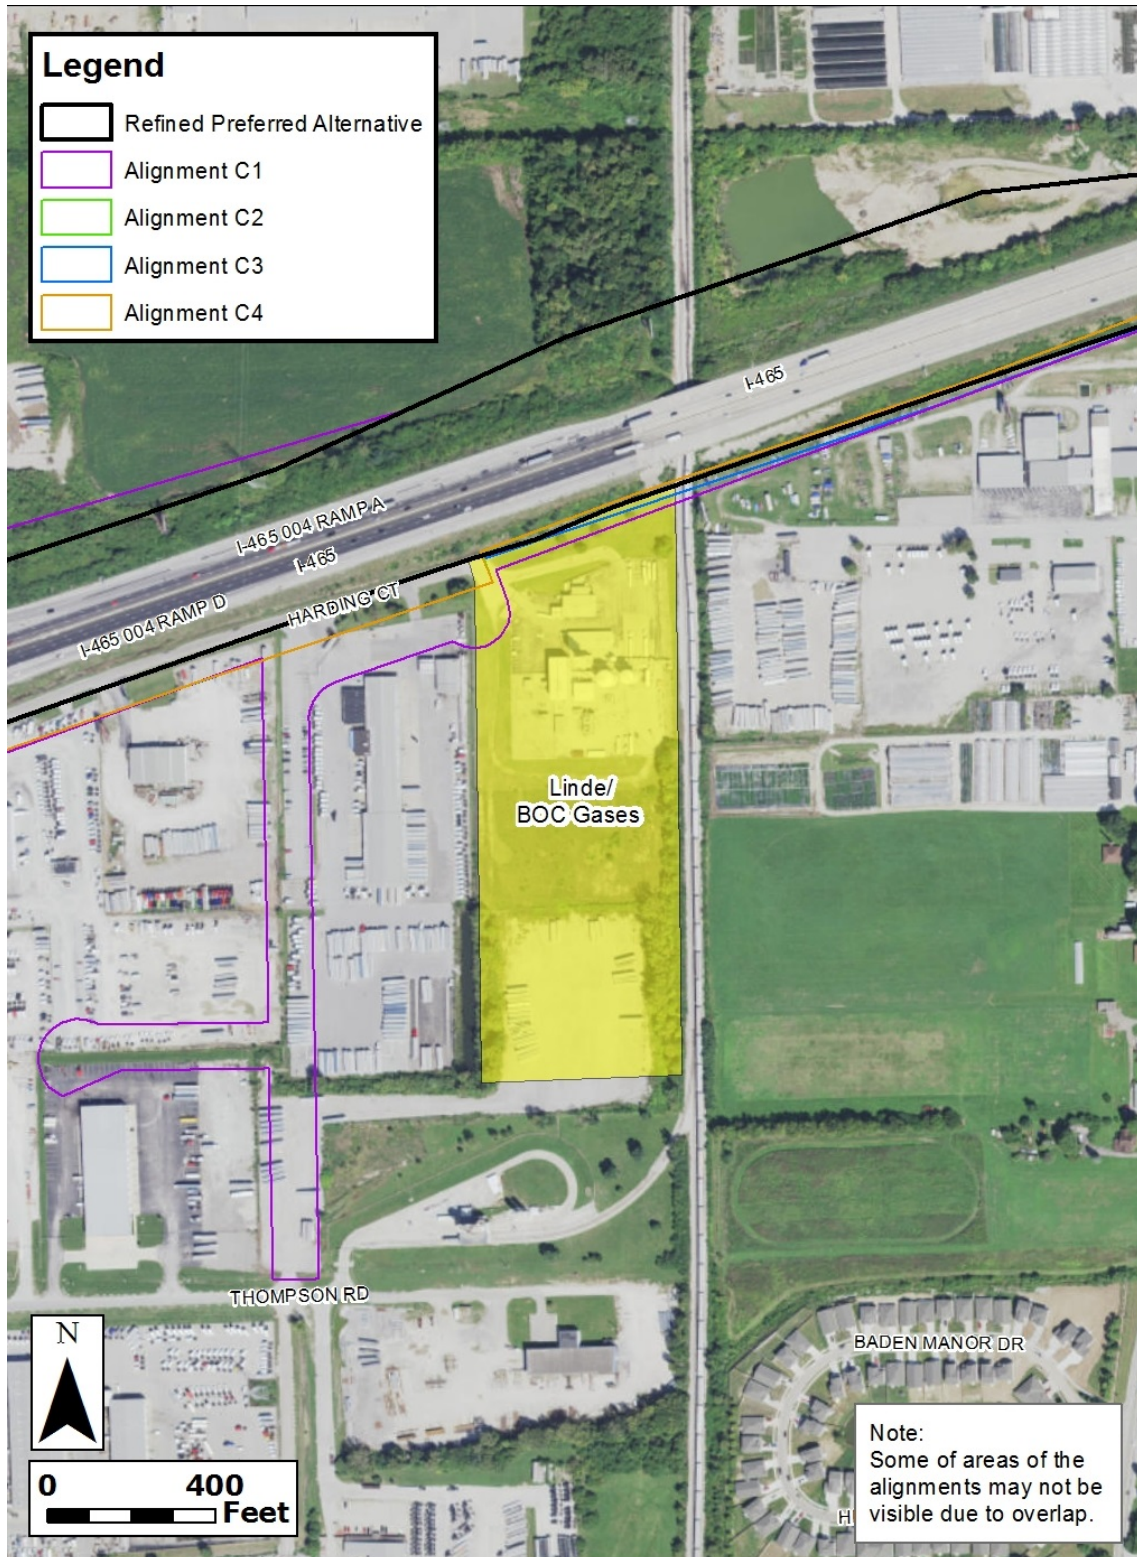 Legend
Refined Preferred Alternative
Alignment C1
Alignment C2
Alignment C3
Alignment C4
I-465
I-465 004 RAMP A
I-465
HARDING CT
I-465 004 RAMP D
Linde/
BOC Gases
THOMPSON RD
BADEN MANOR DR
N
0 400
Feet
Note:
Some of areas of the
alignments may not be
visible due to overlap.